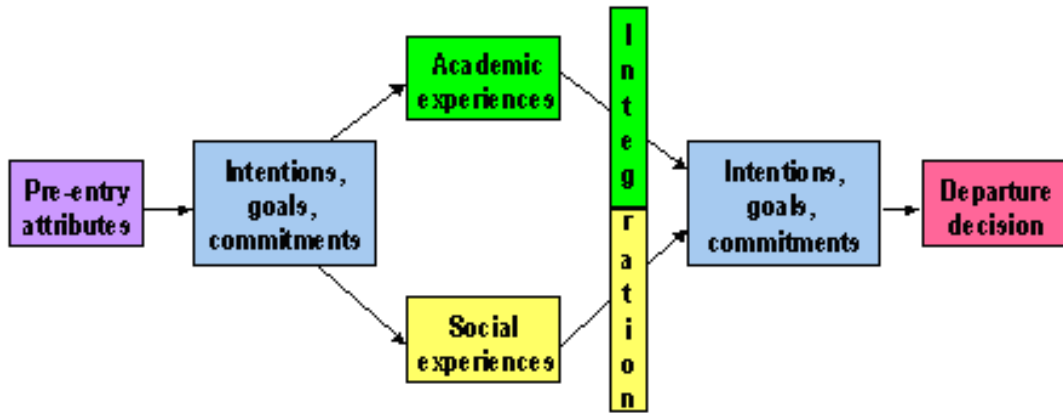 Pre-entry
attributes
Intentions,
goals,
commitments
Academic
experiences
Social
experiences
I
n
t
e
g
r
a
t
i
o
n
Intentions,
goals,
commitments
Departure
decision